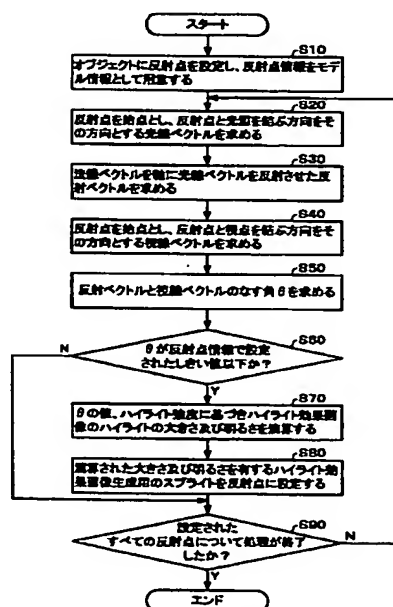 スタート
S10
オブジェクトに反射点を設定し、反射点情報をモデ
ル情報として用意する
S20
反射点を始点とし、反射点と光源を結ぶ方向をそ
の方向とする光線ベクトルを求める
S30
法線ベクトルを軸に光線ベクトルを反射させた反
射ベクトルを求める
S40
反射点を始点とし、反射点と視点を結ぶ方向を
その方向とする視線ベクトルを求める
S50
反射ベクトルと視線ベクトルのなす角θを求める
S60
N
θが反射点情報で設定
されたしきい値以下か?
Y
S70
θの値、ハイライト強度に基づきハイライト効果画
像のハイライトの大きさ及び明るさを演算する
S80
演算された大きさ及び明るさを有するハイライト効
果画像生成用のスプライトを反射点に設定する
S90
設定された
すべての反射点について処理が終了
したか?
N
Y
エンド